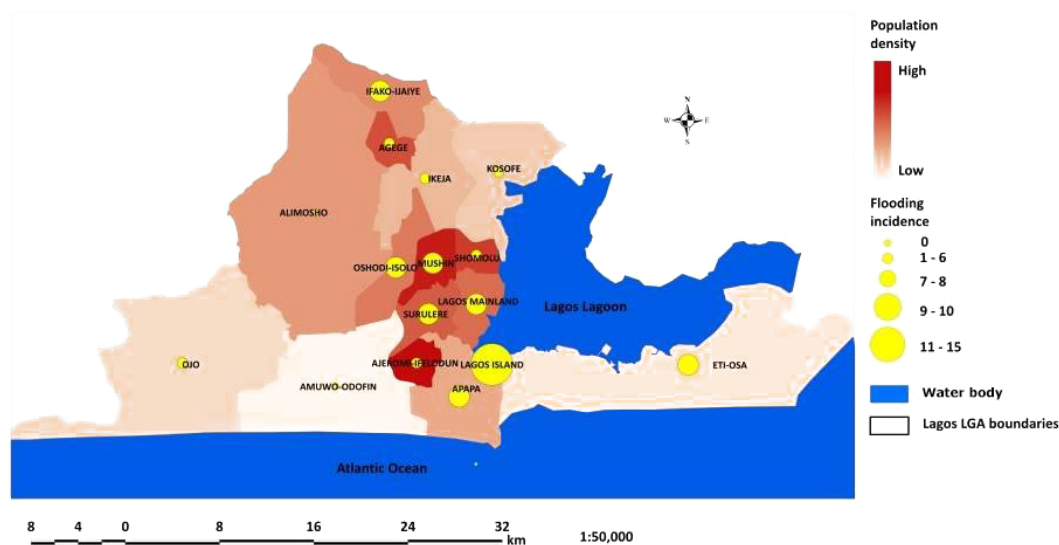 Population
density
High
Low
Flooding
incidence
0
1 - 6
7 - 8
9 - 10
11 - 15
Water body
Lagos LGA boundaries
N
W E
S
IFAKO-IJAIYE
AGEGE
IKEJA
KOSOFE
ALIMOSHO
OSHODI-ISOLO
MUSHIN
SHOMOLU
LAGOS MAINLAND
SURULERE
Lagos Lagoon
OJO
AJEROMI-IFELODUN
LAGOS ISLAND
ETI-OSA
AMUWO-ODOFIN
APAPA
Atlantic Ocean
8 4 0 8 16 24 32
km
1:50,000